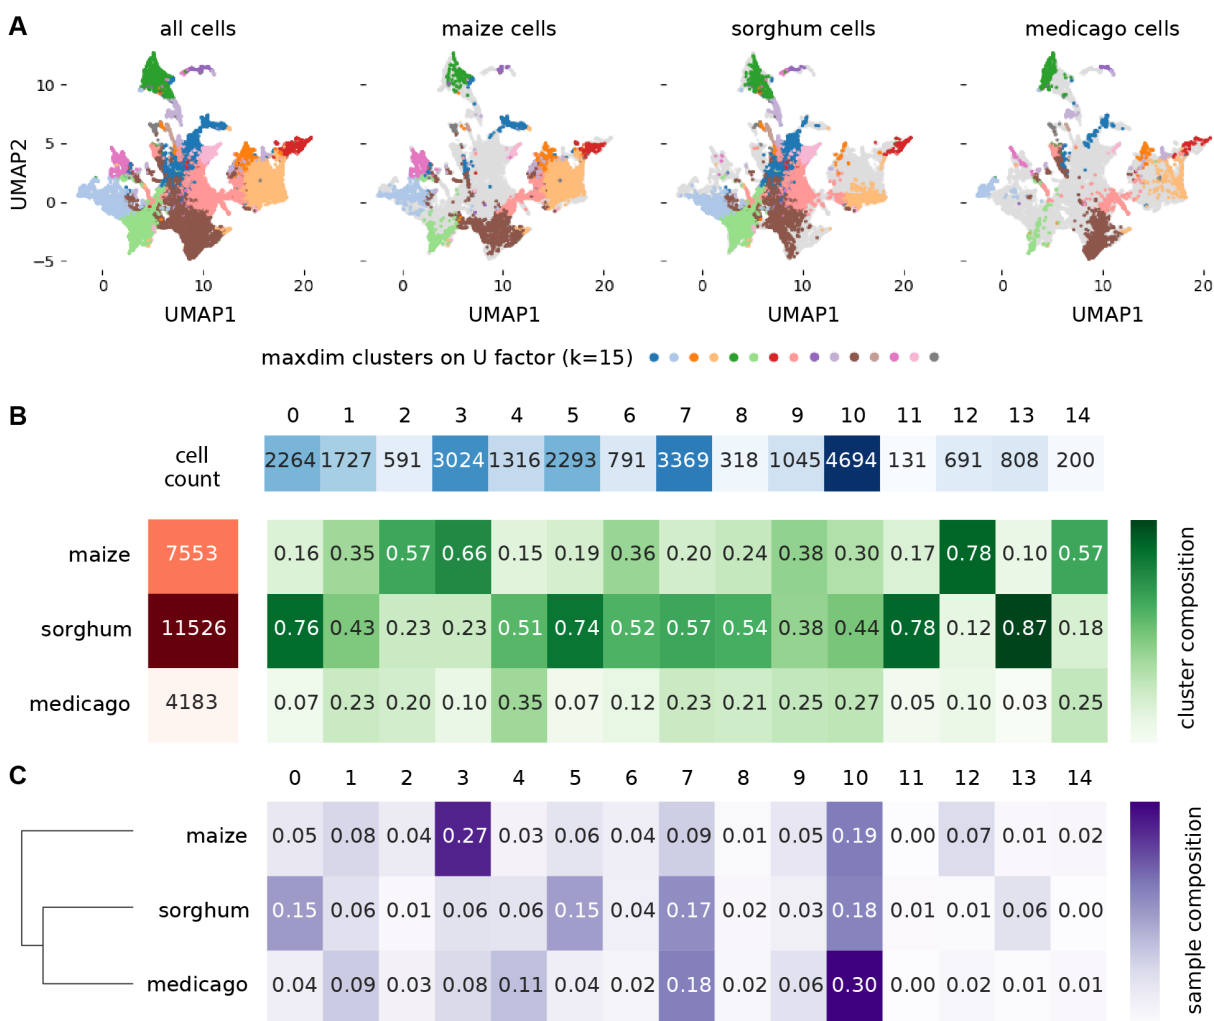 A
all cells maize cells sorghum cells medicago cells
UMAP2
10
5
0
−5
0 10 20 0 10 20 0 10 20 0 10 20
UMAP1 UMAP1 UMAP1 UMAP1
maxdim clusters on U factor (k=15)
B
0 1 2 3 4 5 6 7 8 9 10 11 12 13 14
cell
count
2264 1727 591 3024 1316 2293 791 3369 318 1045 4694 131 691 808 200
maize 7553 0.16 0.35 0.57 0.66 0.15 0.19 0.36 0.20 0.24 0.38 0.30 0.17 0.78 0.10 0.57
sorghum 11526 0.76 0.43 0.23 0.23 0.51 0.74 0.52 0.57 0.54 0.38 0.44 0.78 0.12 0.87 0.18
medicago 4183 0.07 0.23 0.20 0.10 0.35 0.07 0.12 0.23 0.21 0.25 0.27 0.05 0.10 0.03 0.25
cluster composition
C
0 1 2 3 4 5 6 7 8 9 10 11 12 13 14
maize 0.05 0.08 0.04 0.27 0.03 0.06 0.04 0.09 0.01 0.05 0.19 0.00 0.07 0.01 0.02
sorghum 0.15 0.06 0.01 0.06 0.06 0.15 0.04 0.17 0.02 0.03 0.18 0.01 0.01 0.06 0.00
medicago 0.04 0.09 0.03 0.08 0.11 0.04 0.02 0.18 0.02 0.06 0.30 0.00 0.02 0.01 0.01
sample composition